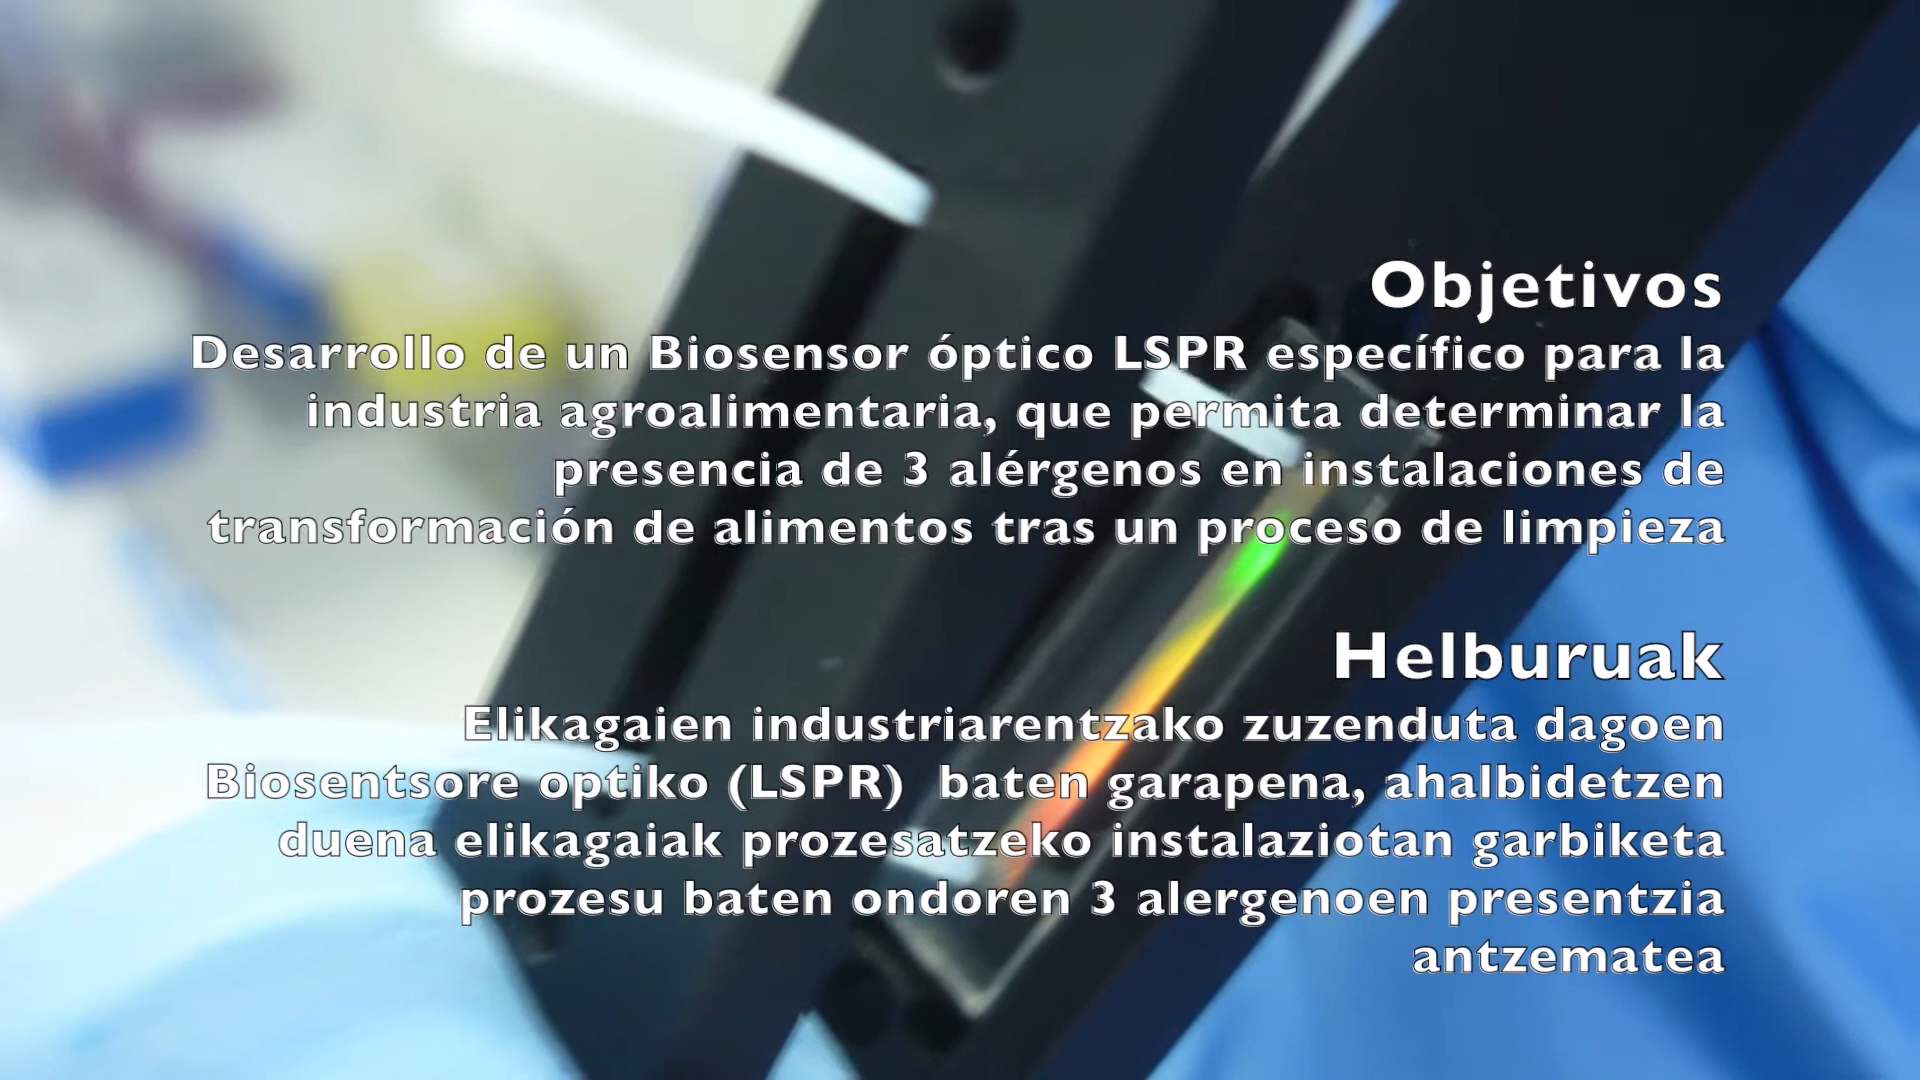 Objetivos
Desarrollo de un Biosensor óptico LSPR específico para la
industria agroalimentaria, que permita determinar la
presencia de 3 alérgenos en instalaciones de
transformación de alimentos tras un proceso de limpieza
Helburuak
Elikagaien industriarentzako zuzenduta dagoen
Biosentsore optiko (LSPR) baten garapena, ahalbidetzen
duena elikagaiak prozesatzeko instalaziotan garbiketa
prozesu baten ondoren 3 alergenoen presentzia
antzematea